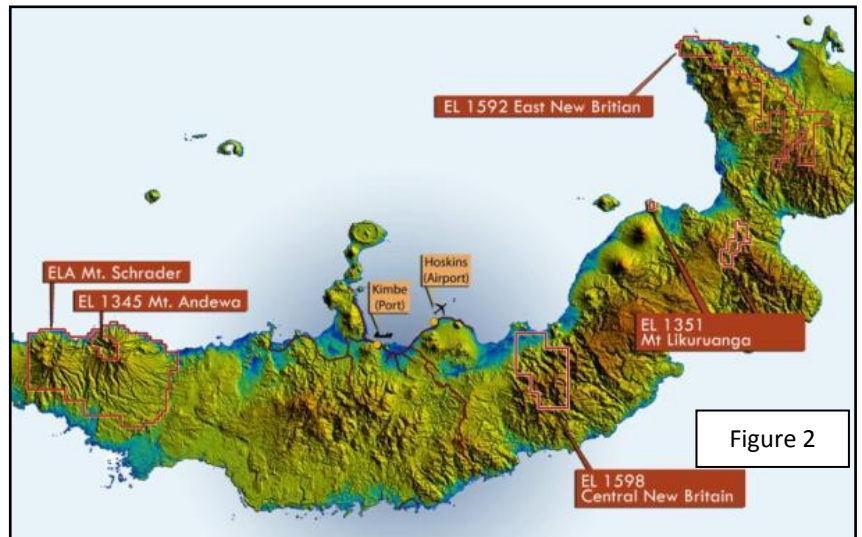 EL 1592 East New Britian
Hoskins
(Airport)
Kimbe
(Port)
ELA Mt. Schrader
EL 1345 Mt. Andewa
EL 1351
Mt Likuruanga
Figure 2
EL 1598
Central New Britain